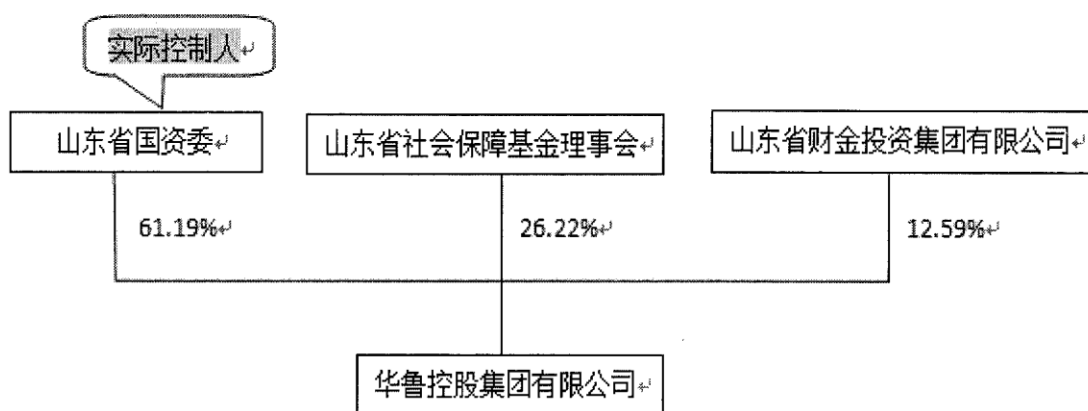 实际控制人
山东省国资委
山东省社会保障基金理事会
山东省财金投资集团有限公司
61.19%
26.22%
12.59%
华鲁控股集团有限公司